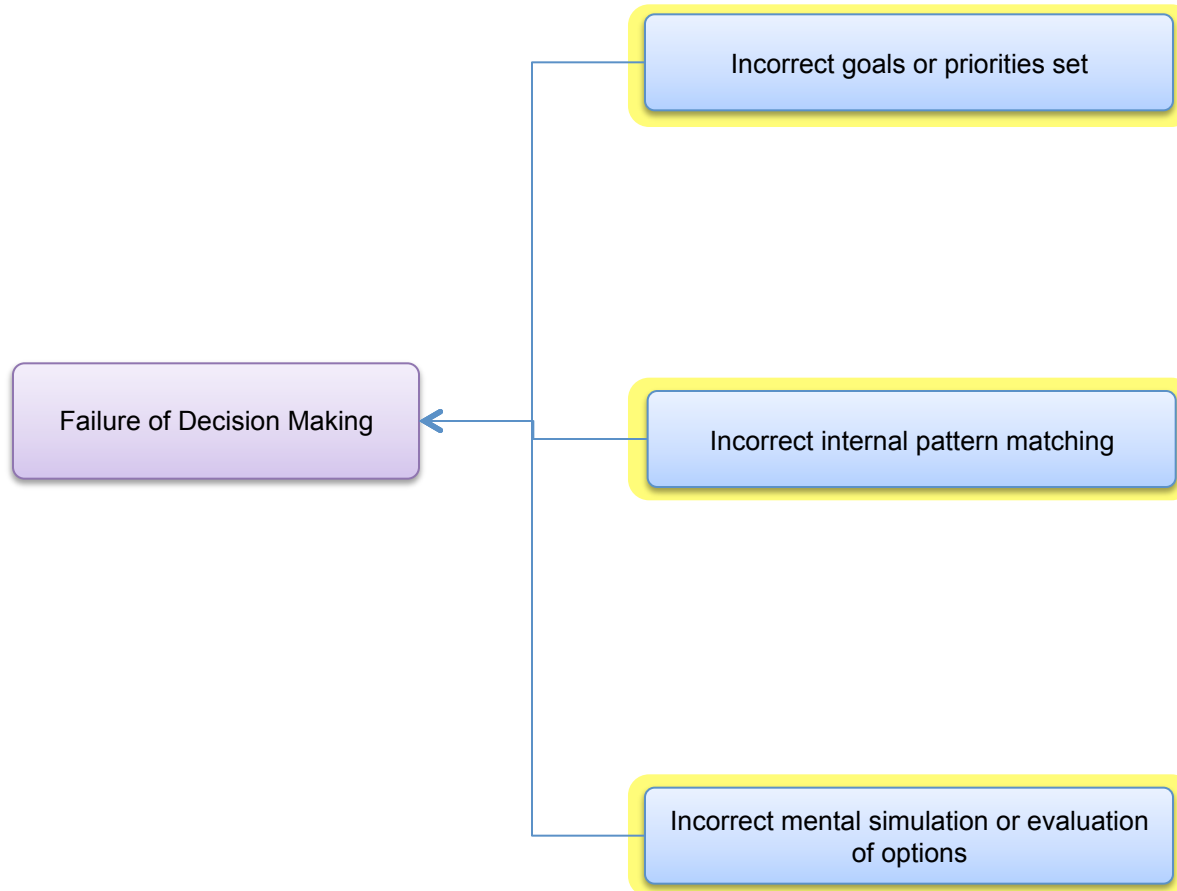 Incorrect goals or priorities set
Failure of Decision Making
Incorrect internal pattern matching
Incorrect mental simulation or evaluation
of options